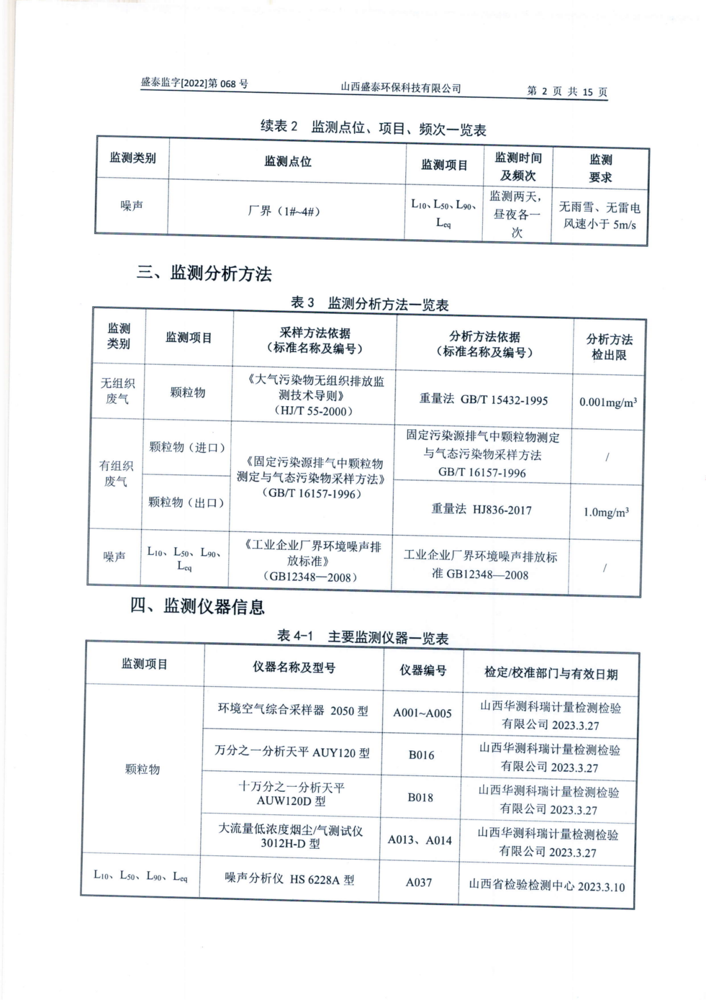 盛泰监字[2022]第 068 号 山西盛泰环保科技有限公司 第 2 页 共 15 页
续表 2 监测点位、项目、频次一览表
监测类别 监测点位 监测项目 监测时间及频次 监测要求
噪声 厂界（1#~4#） L10、L50、L90、Leq 监测两天，昼夜各一次 无雨雪、无雷电风速小于 5m/s
三、监测分析方法
表 3 监测分析方法一览表
监测类别 监测项目 采样方法依据（标准名称及编号） 分析方法依据（标准名称及编号） 分析方法检出限
无组织废气 颗粒物 《大气污染物无组织排放监测技术导则》（HJ/T 55-2000） 重量法 GB/T 15432-1995 0.001mg/m³
有组织废气 颗粒物（进口） 《固定污染源排气中颗粒物测定与气态污染物采样方法》（GB/T 16157-1996） 固定污染源排气中颗粒物测定与气态污染物采样方法 GB/T 16157-1996 /
颗粒物（出口） 重量法 HJ836-2017 1.0mg/m³
噪声 L10、L50、L90、Leq 《工业企业厂界环境噪声排放标准》（GB12348—2008） 工业企业厂界环境噪声排放标准 GB12348—2008 /
四、监测仪器信息
表 4-1 主要监测仪器一览表
监测项目 仪器名称及型号 仪器编号 检定/校准部门与有效日期
颗粒物 环境空气综合采样器 2050 型 A001~A005 山西华测科瑞计量检测检验有限公司 2023.3.27
万分之一分析天平 AUY120 型 B016 山西华测科瑞计量检测检验有限公司 2023.3.27
十万分之一分析天平 AUW120D 型 B018 山西华测科瑞计量检测检验有限公司 2023.3.27
大流量低浓度烟尘/气测试仪 3012H-D 型 A013、A014 山西华测科瑞计量检测检验有限公司 2023.3.27
L10、L50、L90、Leq 噪声分析仪 HS 6228A 型 A037 山西省检验检测中心 2023.3.10